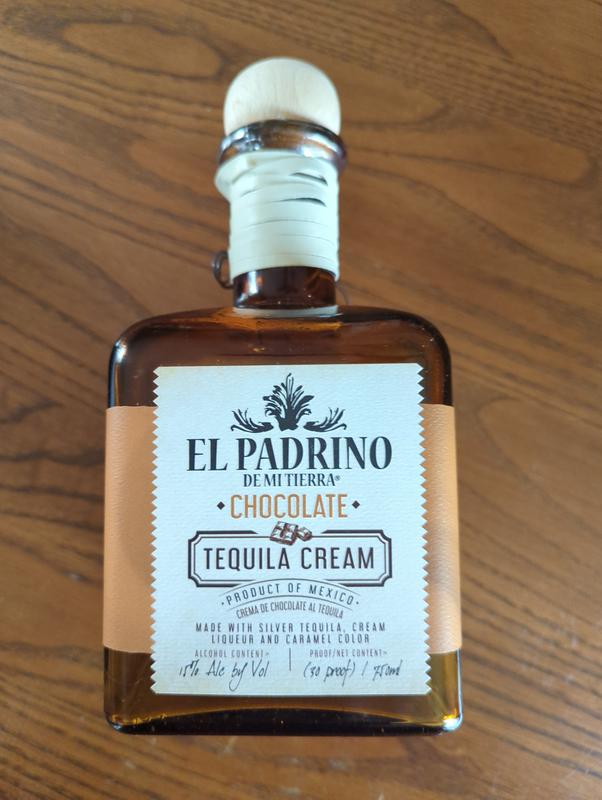 EL PADRINO
DE MI TIERRA®
CHOCOLATE
TEQUILA CREAM
• PRODUCT OF MEXICO •
CREMA DE CHOCOLATE AL TEQUILA
MADE WITH SILVER TEQUILA, CREAM
LIQUEUR AND CARAMEL COLOR
ALCOHOL CONTENT= PROOF/NET CONTENT=
15% Alc by Vol (30 proof) / 750ml